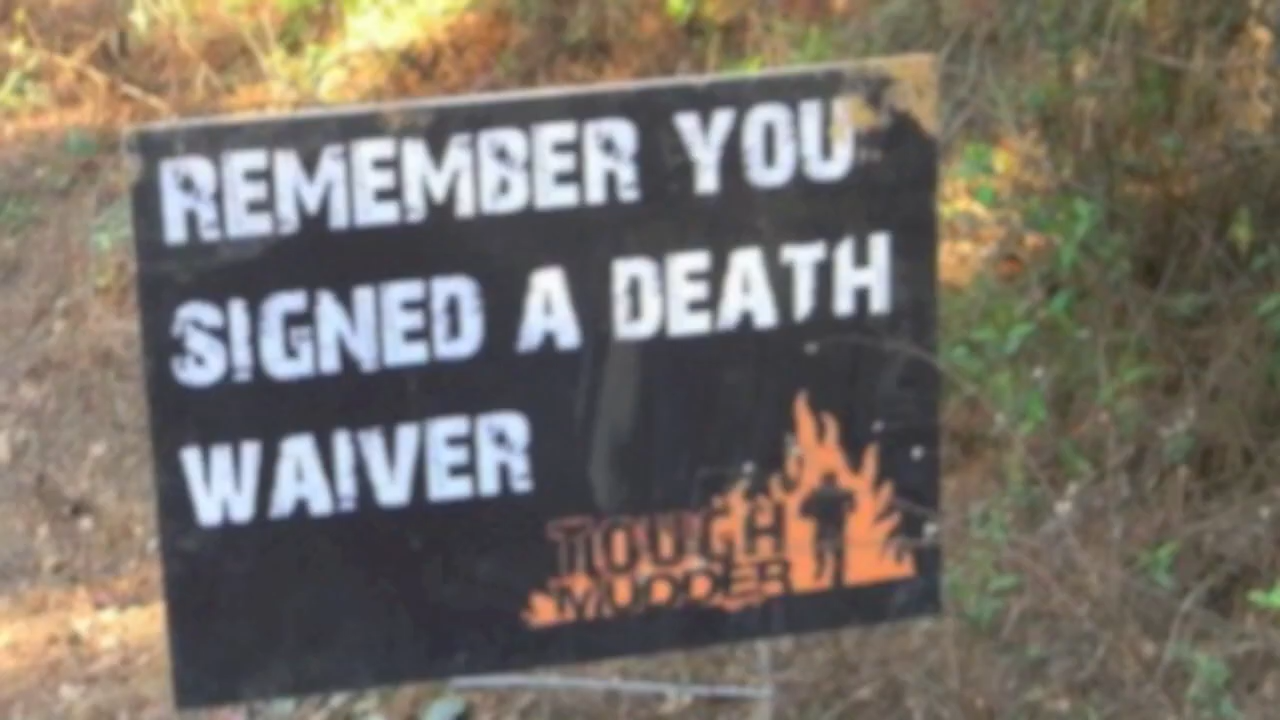 REMEMBER YOU
SIGNED A DEATH
WAIVER
TOUGH
MUDDER